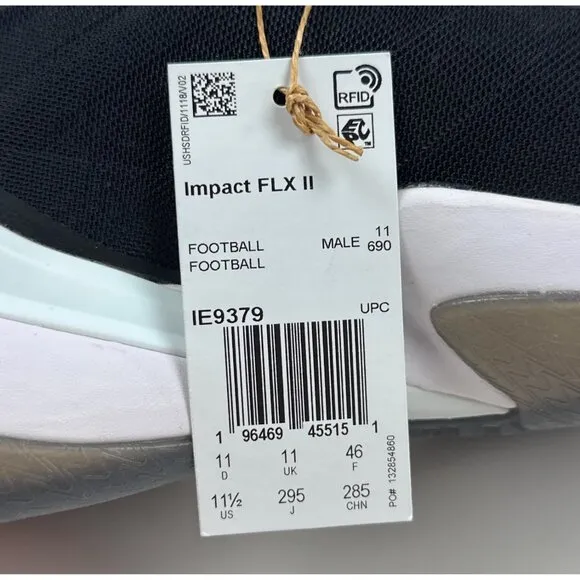 USHSDRFID/1118/V02
RFID
Impact FLX II
FOOTBALL MALE 11
FOOTBALL 690
IE9379 UPC
1 96469 45515 1
11 11 46
D UK F
11½ 295 285
US J CHN
PO# 132854860